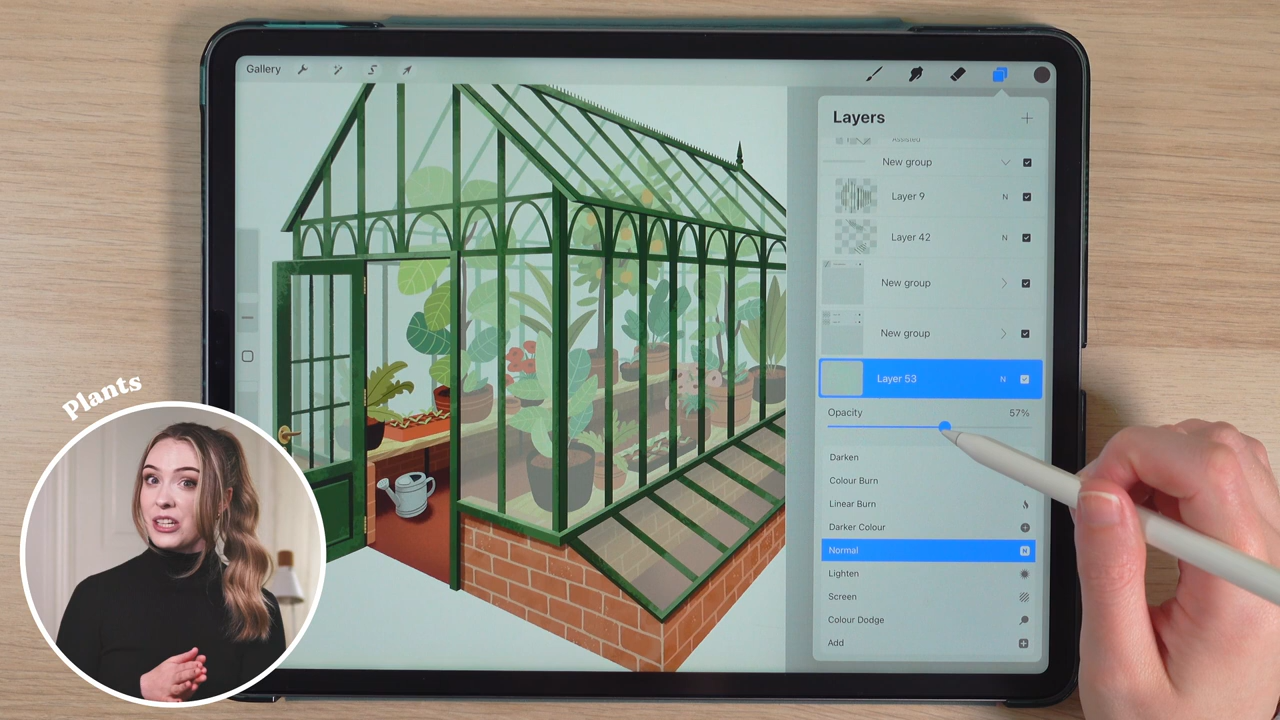 Gallery
Layers
Assisted
New group
Layer 9 N
Layer 42 N
New group
New group
Layer 53 N
Opacity 57%
Darken
Colour Burn
Linear Burn
Darker Colour
Normal N
Lighten
Screen
Colour Dodge
Add
Plants